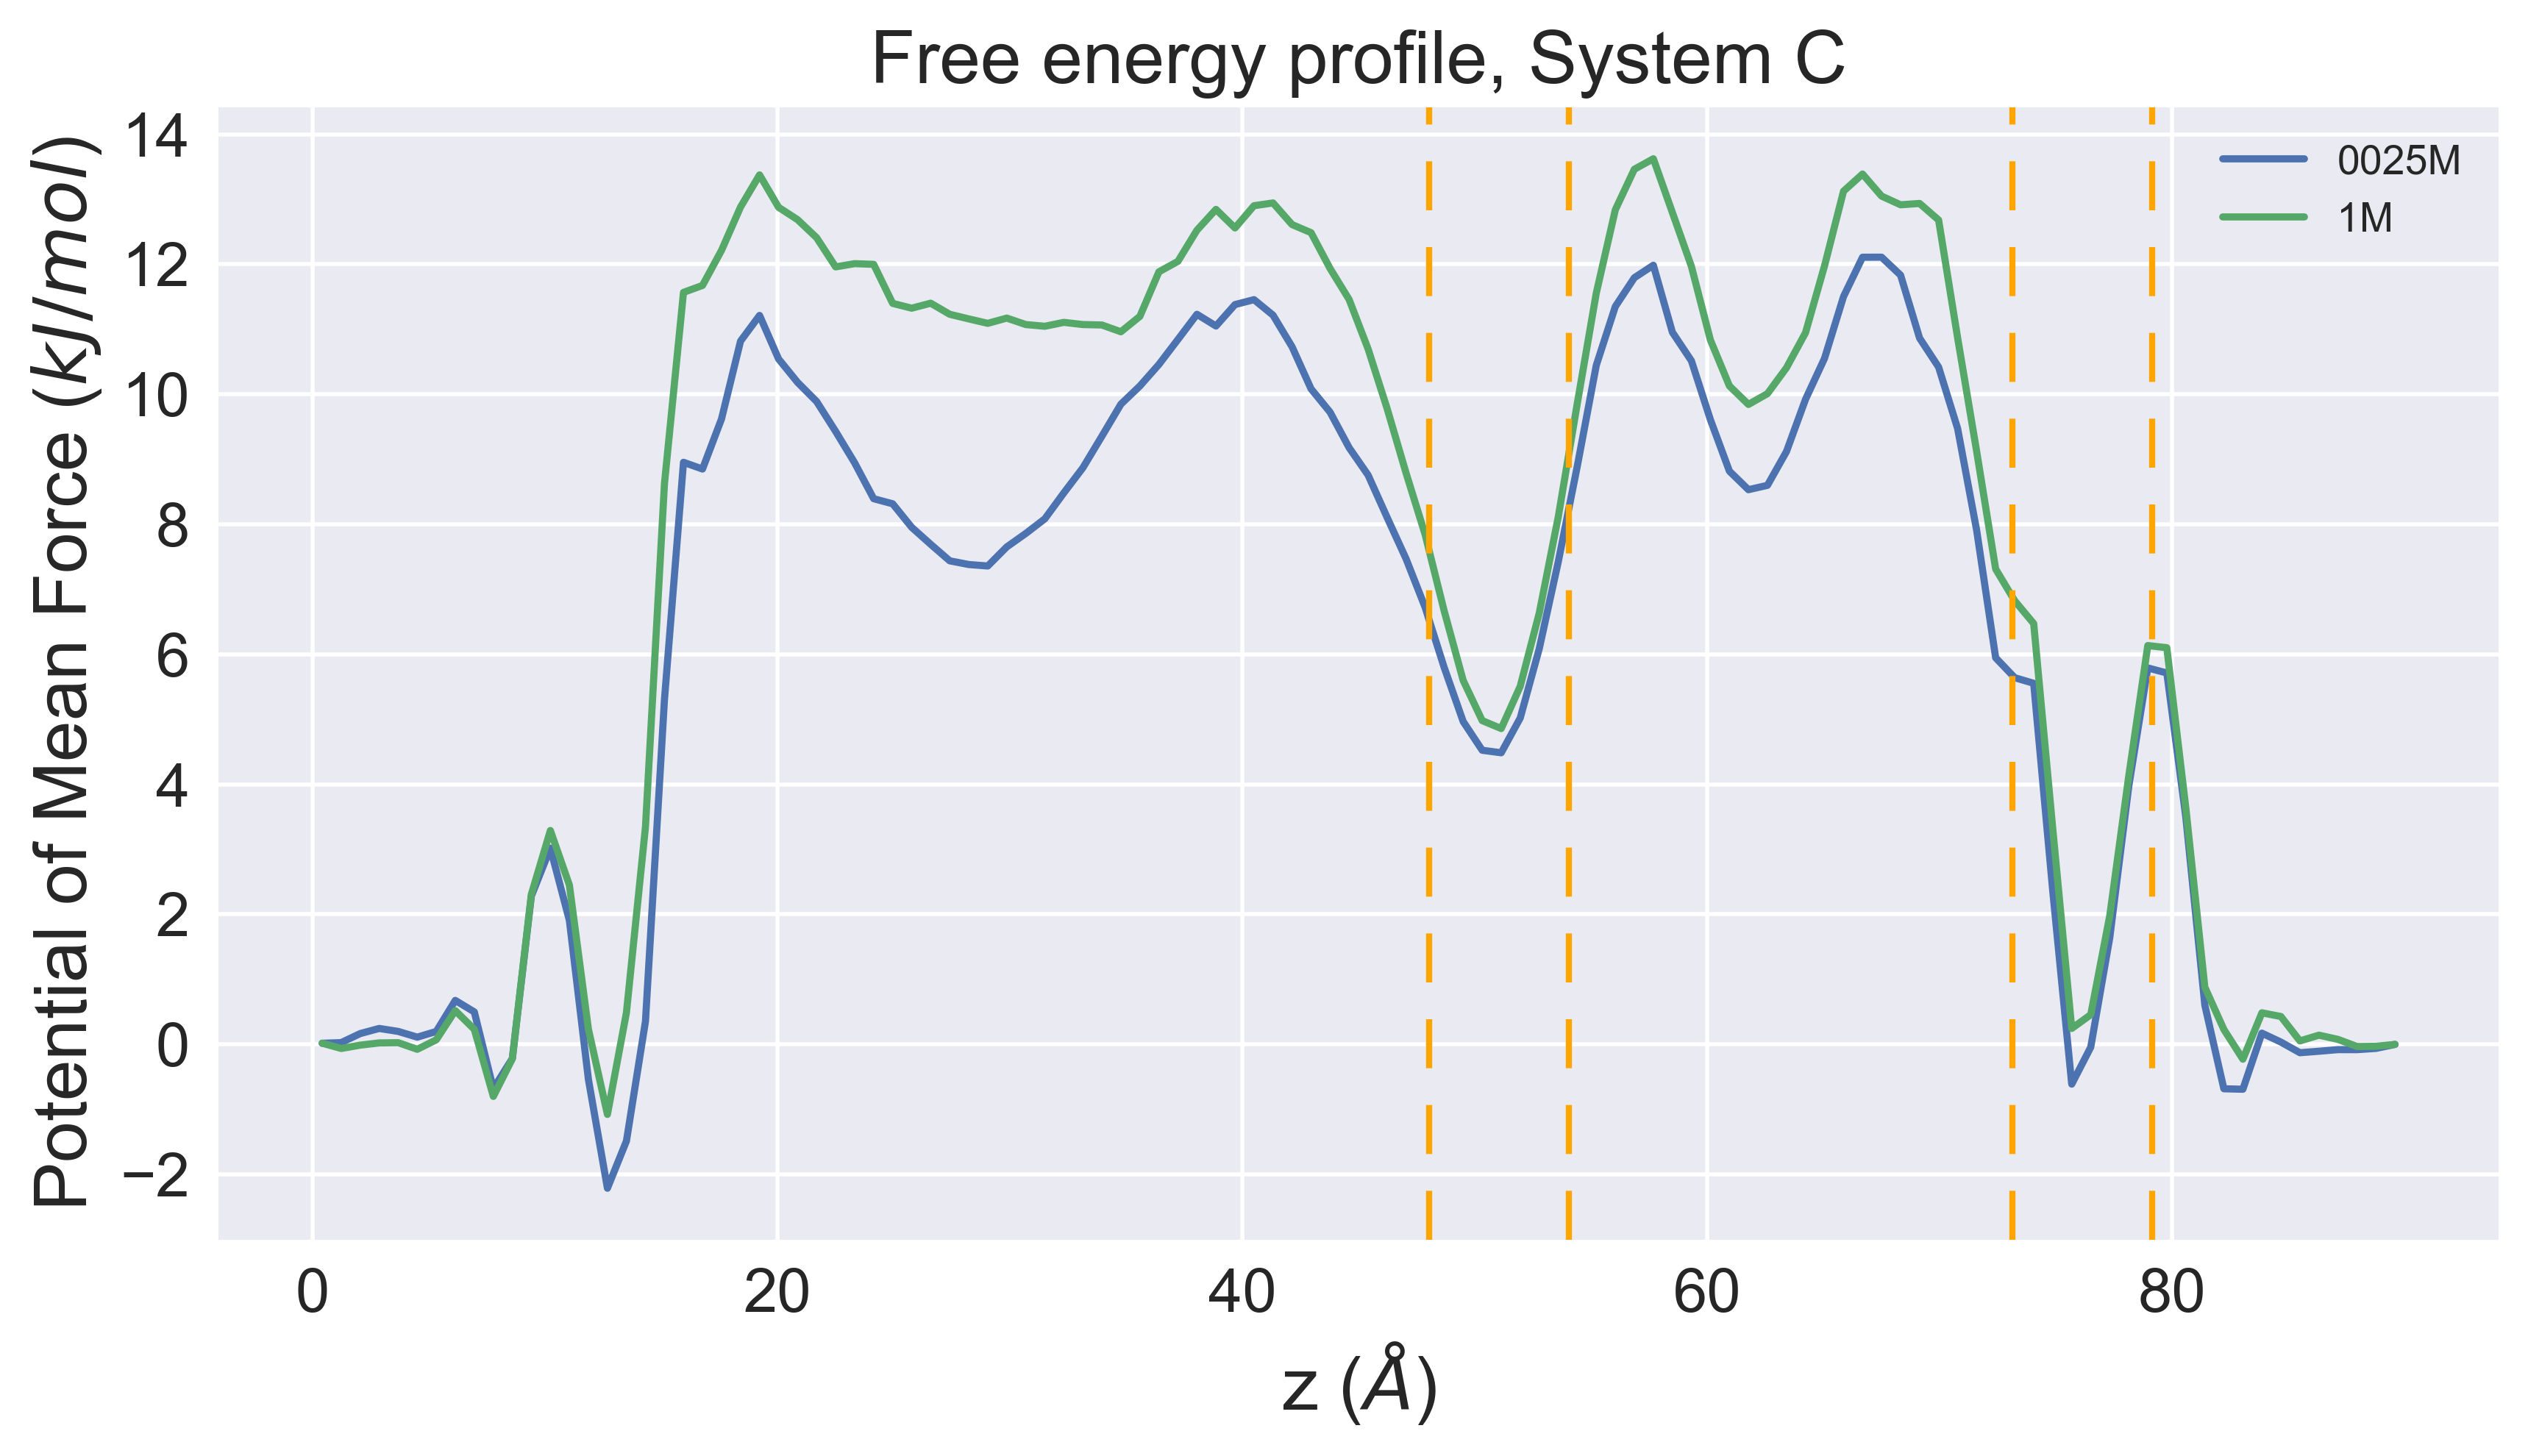 Free energy profile, System C
Potential of Mean Force (kJ/mol)
14
12
10
8
6
4
2
0
−2
0025M
1M
0 20 40 60 80
z (Å)